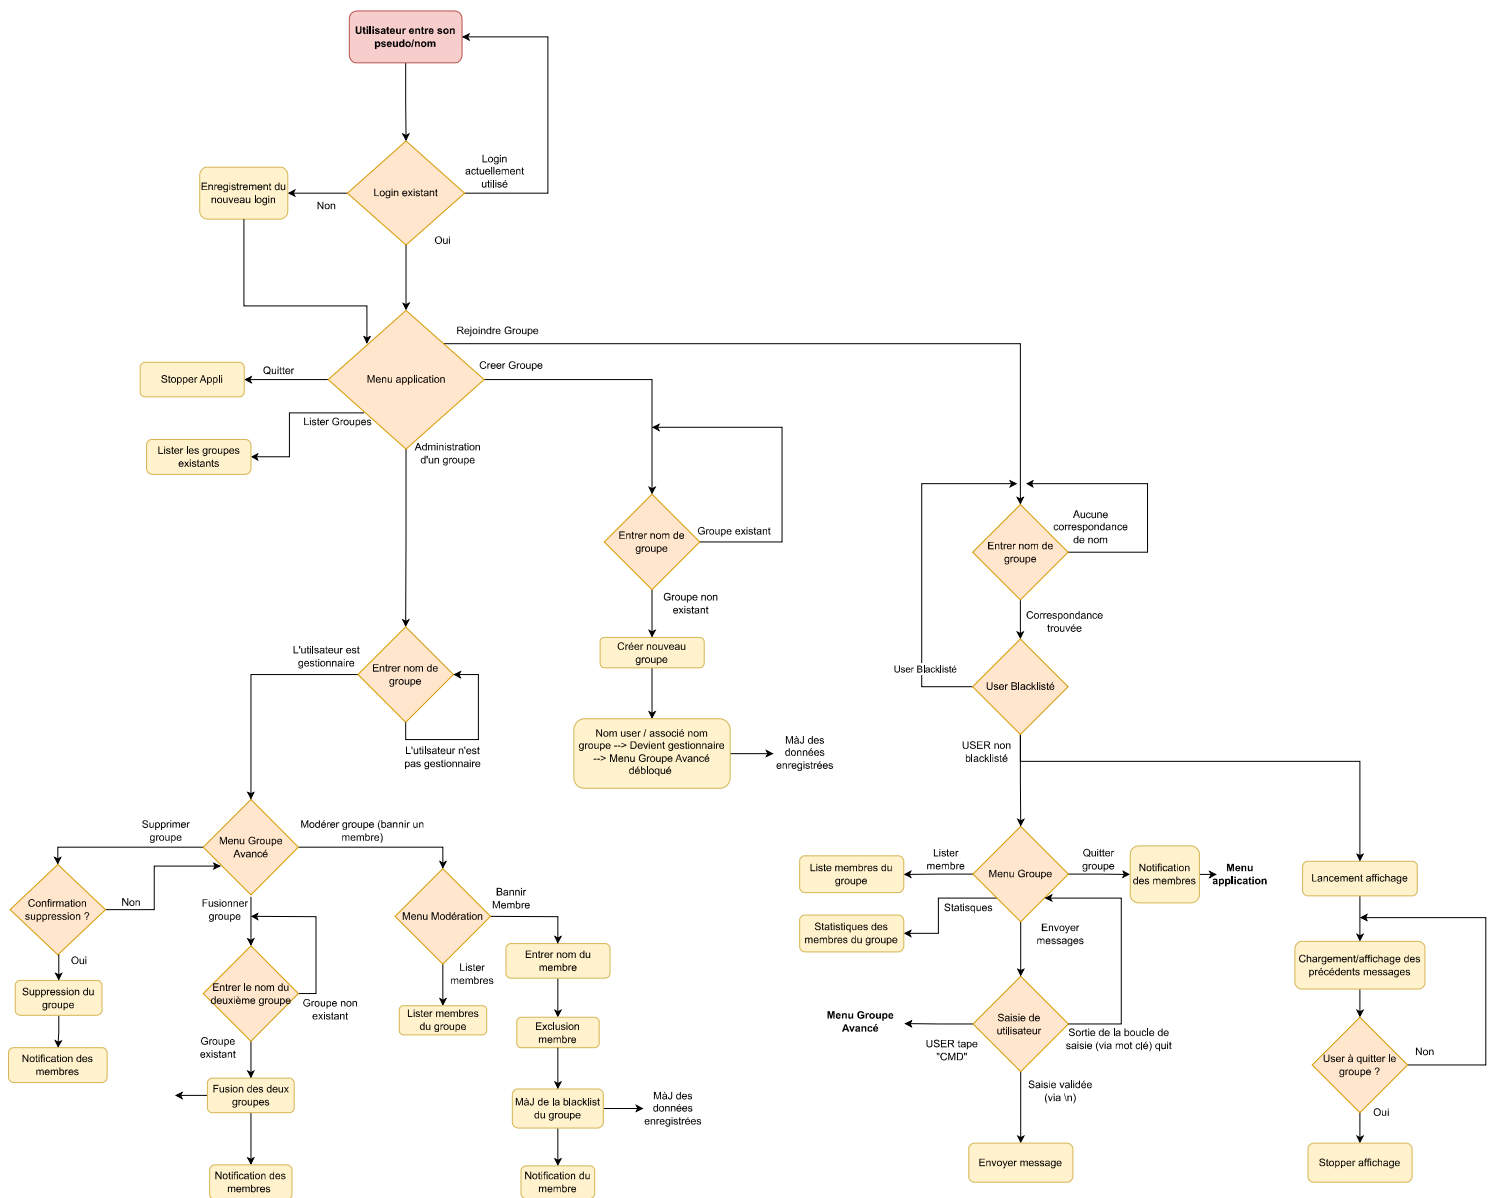 Utilisateur entre son
pseudo/nom
Login
actuellement
utilisé
Enregistrement du
nouveau login
Non
Login existant
Oui
Rejoindre Groupe
Creer Groupe
Quitter
Stopper Appli
Menu application
Lister Groupes
Lister les groupes
existants
Administration
d'un groupe
Entrer nom de
groupe
Groupe existant
Aucune
correspondance
de nom
Entrer nom de
groupe
Groupe non
existant
Correspondance
trouvée
L'utilsateur est
gestionnaire
Entrer nom de
groupe
Créer nouveau
groupe
User Blacklisté
User Blacklisté
L'utilsateur n'est
pas gestionnaire
Nom user / associé nom
groupe --> Devient gestionnaire
--> Menu Groupe Avancé
débloqué
MàJ des
données
enregistrées
USER non
blacklisté
Supprimer
groupe
Menu Groupe
Avancé
Modérer groupe (bannir un
membre)
Confirmation
suppression ?
Non
Fusionner
groupe
Menu Modération
Bannir
Membre
Liste membres du
groupe
Lister
membre
Menu Groupe
Quitter
groupe
Notification
des membres
Menu
application
Lancement affichage
Statisques
Statistiques des
membres du groupe
Envoyer
messages
Oui
Suppression du
groupe
Entrer le nom du
deuxième groupe
Groupe non
existant
Lister
membres
Entrer nom du
membre
Chargement/affichage des
précédents messages
Lister membres
du groupe
Exclusion
membre
Menu Groupe
Avancé
Saisie de
utilisateur
USER tape
"CMD"
Sortie de la boucle de
saisie (via mot clé) quit
Notification des
membres
Groupe
existant
User à quitter le
groupe ?
Non
Fusion des deux
groupes
MàJ de la blacklist
du groupe
MàJ des
données
enregistrées
Saisie validée
(via \n)
Oui
Notification des
membres
Notification du
membre
Envoyer message
Stopper affichage